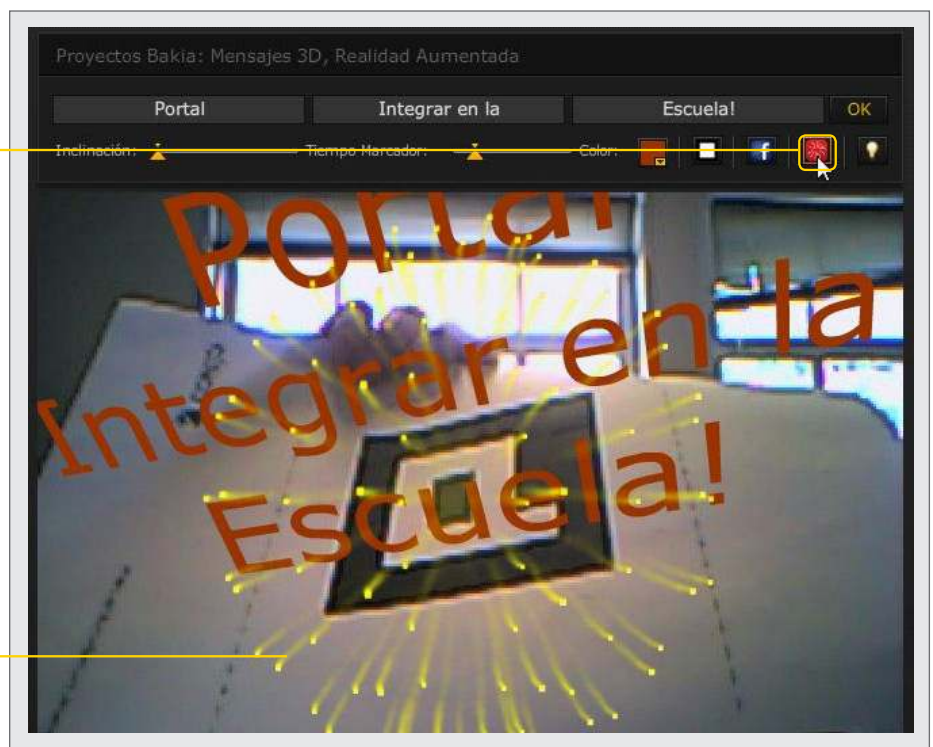 Proyectos Bakia: Mensajes 3D, Realidad Aumentada
Portal Integrar en la Escuela! OK
Inclinación: Tiempo Marcador: Color: f
Portal
Integrar en la
Escuela!